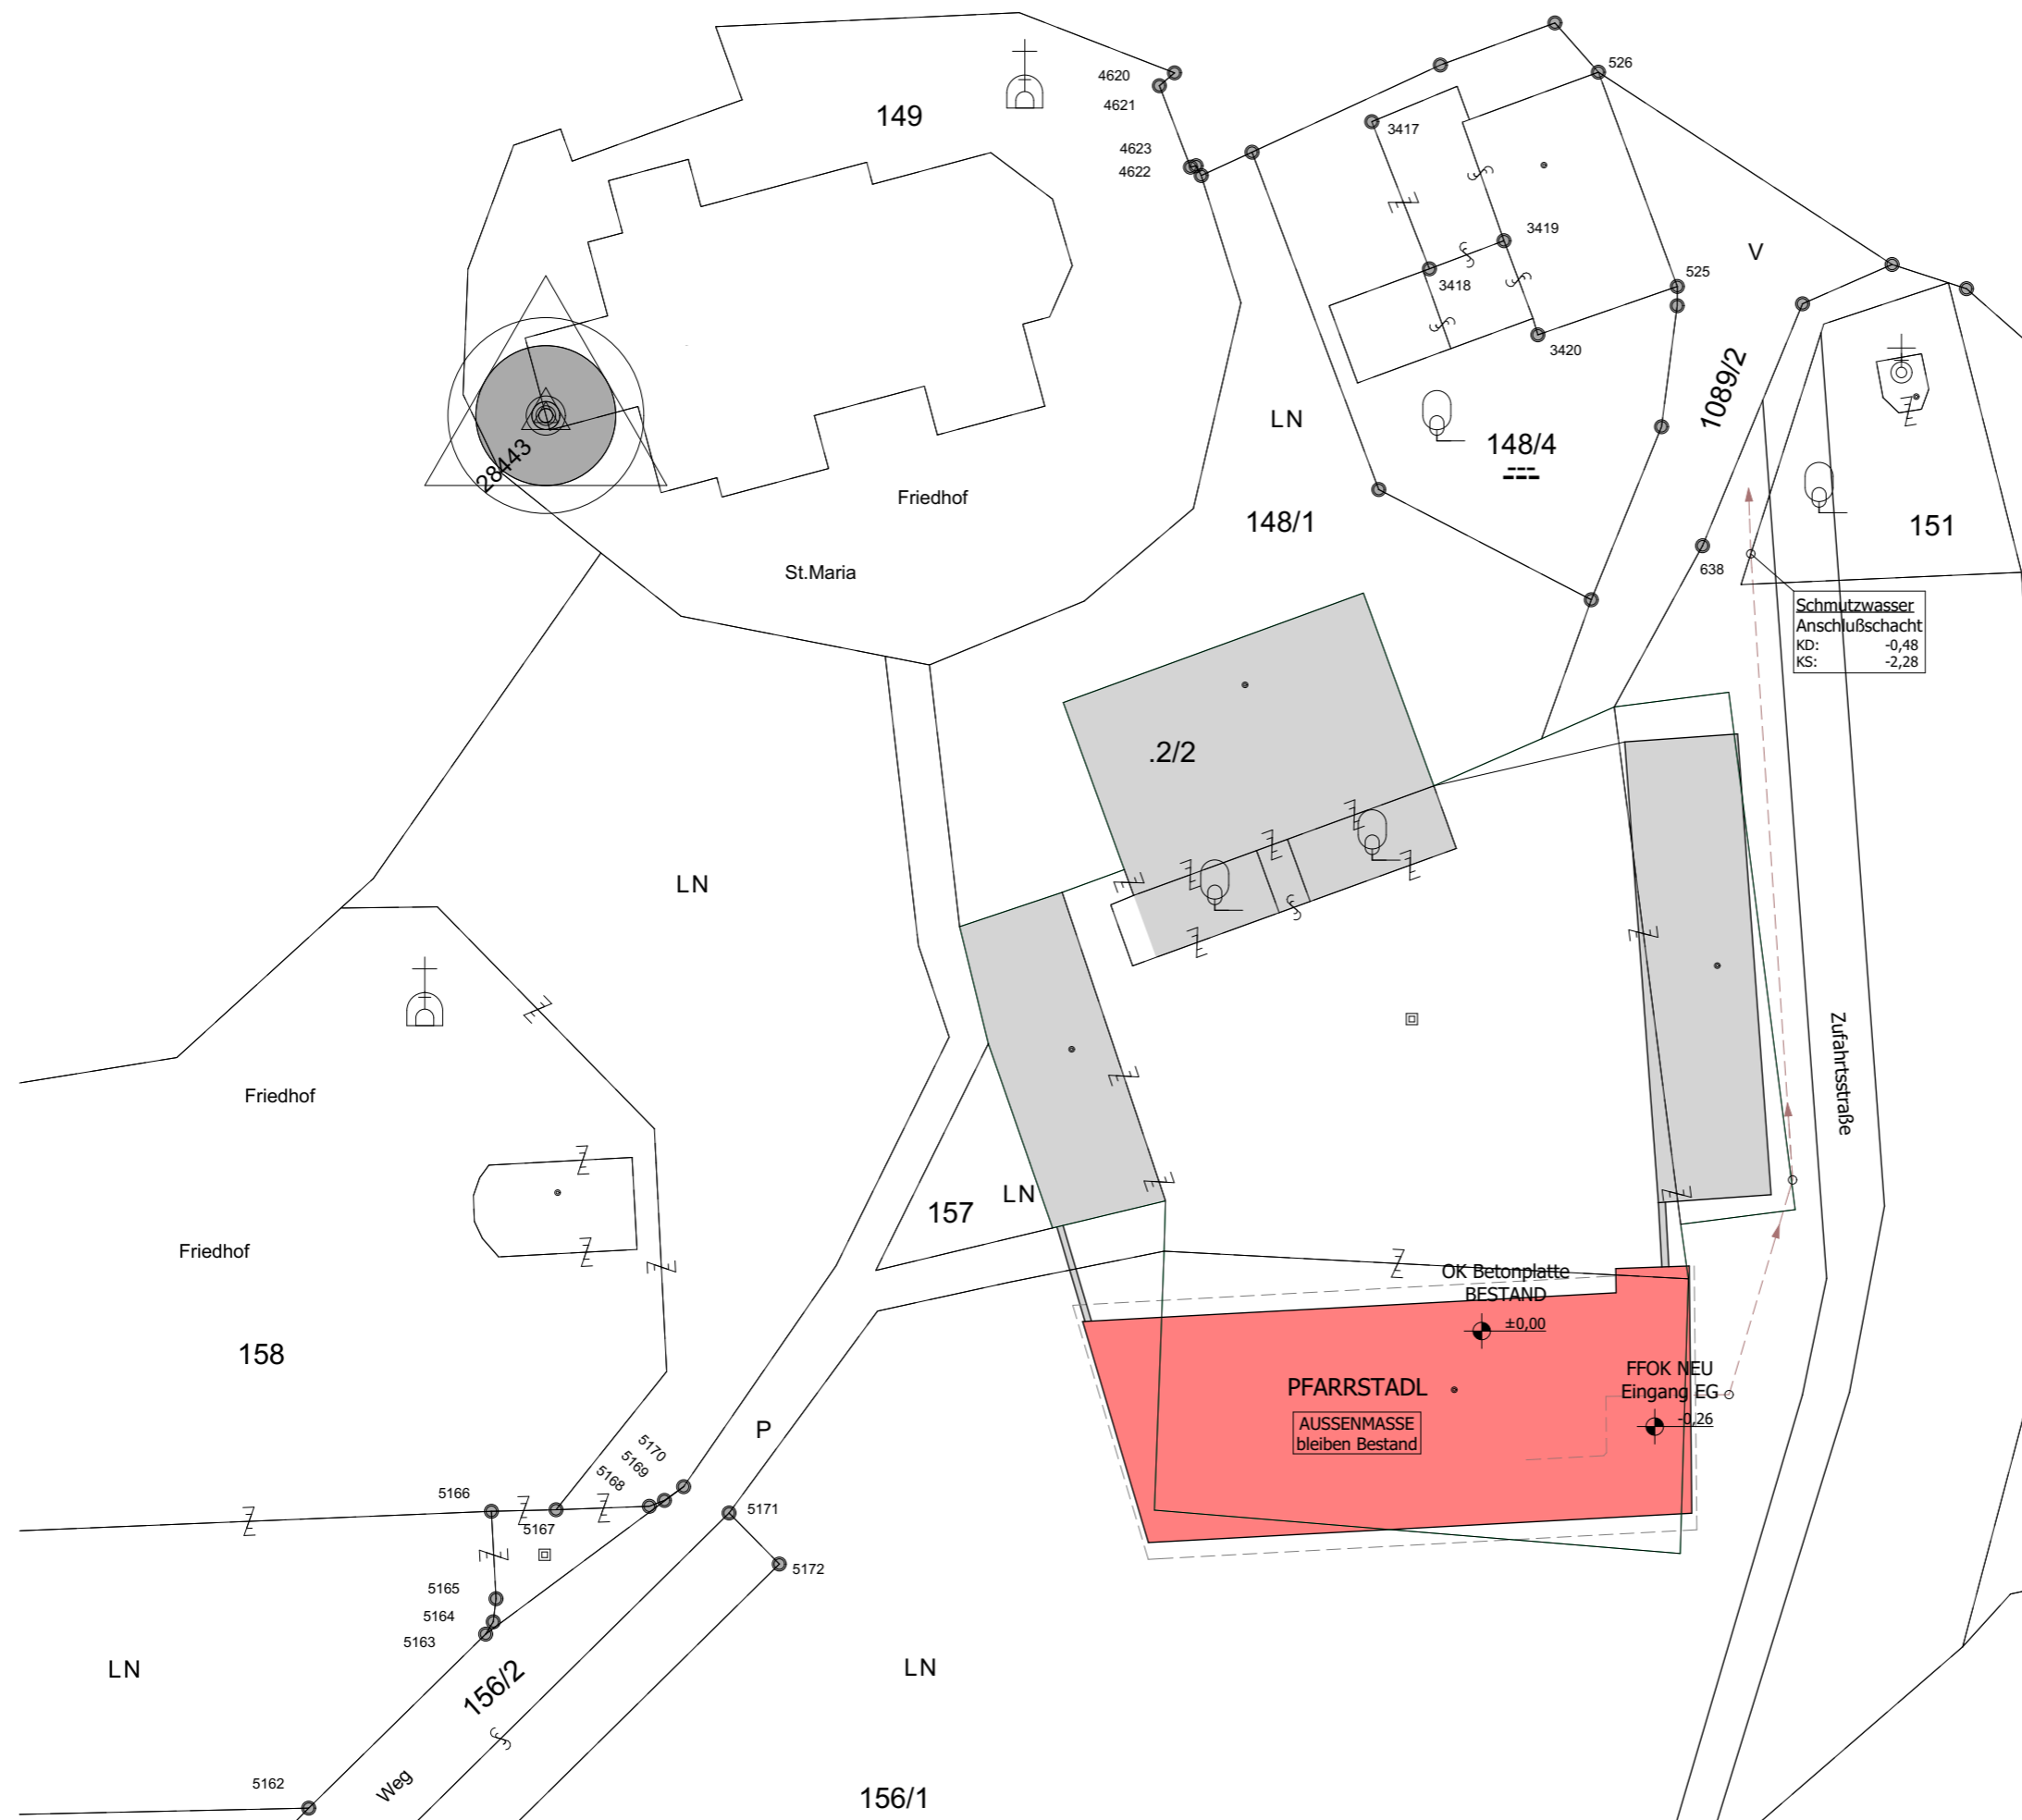 4620
4621
149
526
3417
4623
4622
3419
V
525
3418
3420
1089/2
LN
148/4
28443
Friedhof
148/1
151
St.Maria
638
Schmutzwasser
Anschlußschacht
KD: -0,48
KS: -2,28
.2/2
LN
Zufahrtsstraße
Friedhof
LN
157
Friedhof
OK Betonplatte
BESTAND
±0,00
158
FFOK NEU
Eingang EG
-0,26
PFARRSTADL
AUSSENMASSE
bleiben Bestand
P
5170
5169
5168
5166
5167
5171
5172
5165
5164
5163
LN
156/2
LN
5162
Weg
156/1